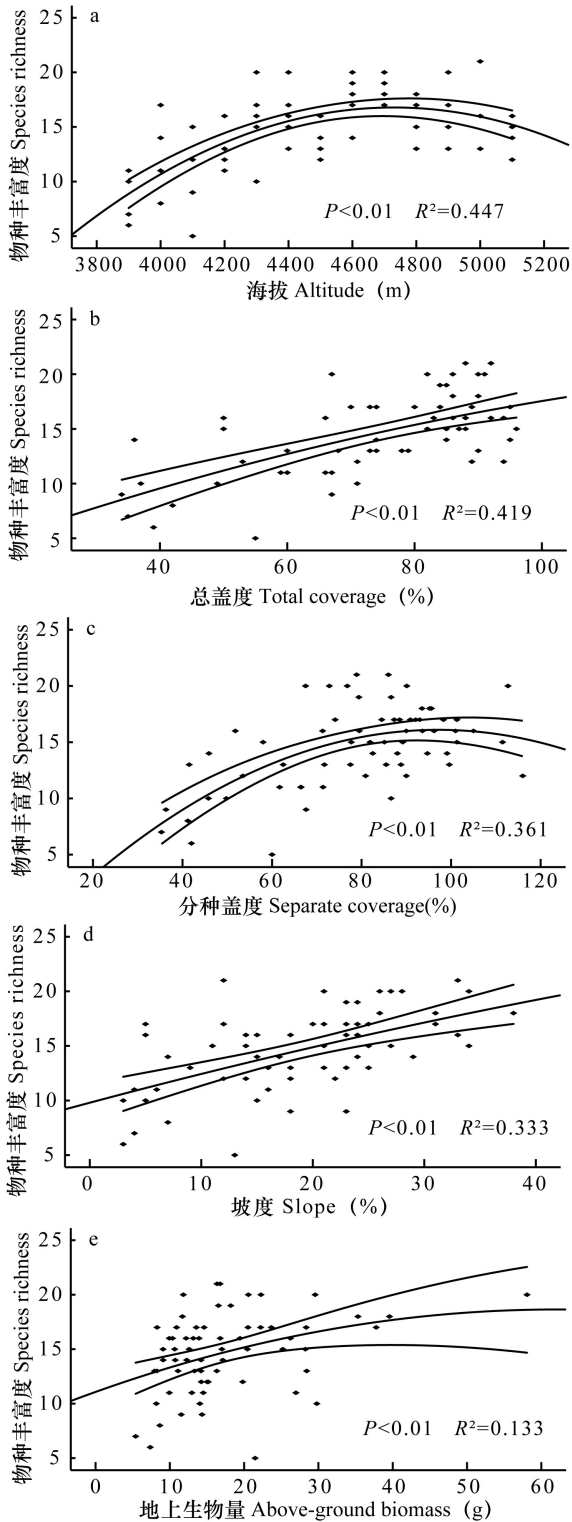 a
物种丰富度 Species richness
25
20
15
10
5
P<0.01 R²=0.447
3800 4000 4200 4400 4600 4800 5000 5200
海拔 Altitude（m）
b
物种丰富度 Species richness
25
20
15
10
5
P<0.01 R²=0.419
40 60 80 100
总盖度 Total coverage（%）
c
物种丰富度 Species richness
25
20
15
10
5
P<0.01 R²=0.361
20 40 60 80 100 120
分种盖度 Separate coverage(%)
d
物种丰富度 Species richness
25
20
15
10
5
P<0.01 R²=0.333
0 10 20 30 40
坡度 Slope（%）
e
物种丰富度 Species richness
25
20
15
10
5
P<0.01 R²=0.133
0 10 20 30 40 50 60
地上生物量 Above-ground biomass（g）